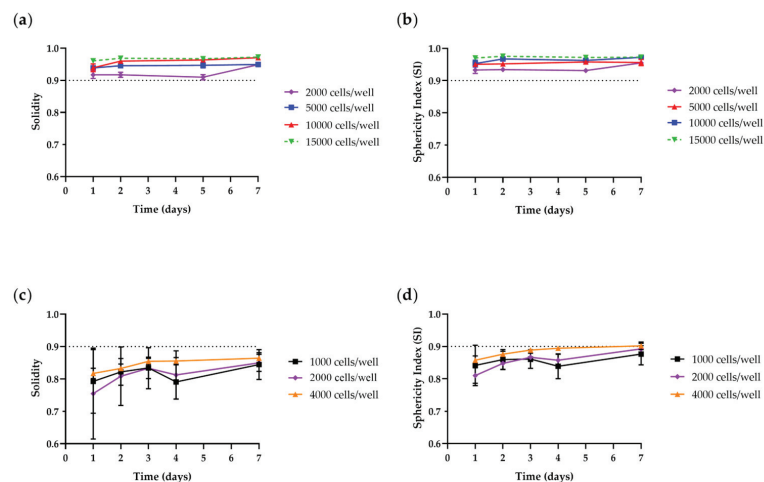 (a)
1.0
0.9
0.8
0.7
0.6
Solidity
0 1 2 3 4 5 6 7
Time (days)
2000 cells/well
5000 cells/well
10000 cells/well
15000 cells/well
(b)
1.0
0.9
0.8
0.7
0.6
Sphericity Index (SI)
0 1 2 3 4 5 6 7
Time (days)
2000 cells/well
5000 cells/well
10000 cells/well
15000 cells/well
(c)
1.0
0.9
0.8
0.7
0.6
Solidity
0 1 2 3 4 5 6 7
Time (days)
1000 cells/well
2000 cells/well
4000 cells/well
(d)
1.0
0.9
0.8
0.7
0.6
Sphericity Index (SI)
0 1 2 3 4 5 6 7
Time (days)
1000 cells/well
2000 cells/well
4000 cells/well